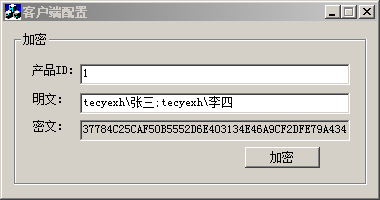 客户端配置
加密
产品ID： 1
明文： tecyexh\张三;tecyexh\李四
密文： 37784C25CAF50B5552D6E403134E46A9CF2DFE79A434
加密